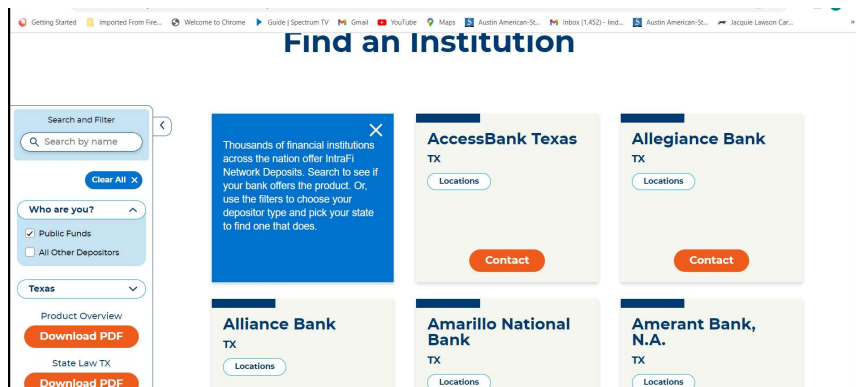 Getting Started
Imported From Fire...
Welcome to Chrome
Guide | Spectrum TV
Gmail
YouTube
Maps
Austin American-St...
Inbox (1,452) - lind...
Austin American-St...
Jacquie Lawson Car...
»
Find an Institution
Search and Filter
Search by name
Clear All X
Who are you?
Public Funds
All Other Depositors
Texas
Product Overview
Download PDF
State Law TX
Download PDF
Thousands of financial institutions
across the nation offer IntraFi
Network Deposits. Search to see if
your bank offers the product. Or,
use the filters to choose your
depositor type and pick your state
to find one that does.
AccessBank Texas
TX
Locations
Contact
Allegiance Bank
TX
Locations
Contact
Alliance Bank
TX
Locations
Amarillo National
Bank
TX
Locations
Amerant Bank,
N.A.
TX
Locations